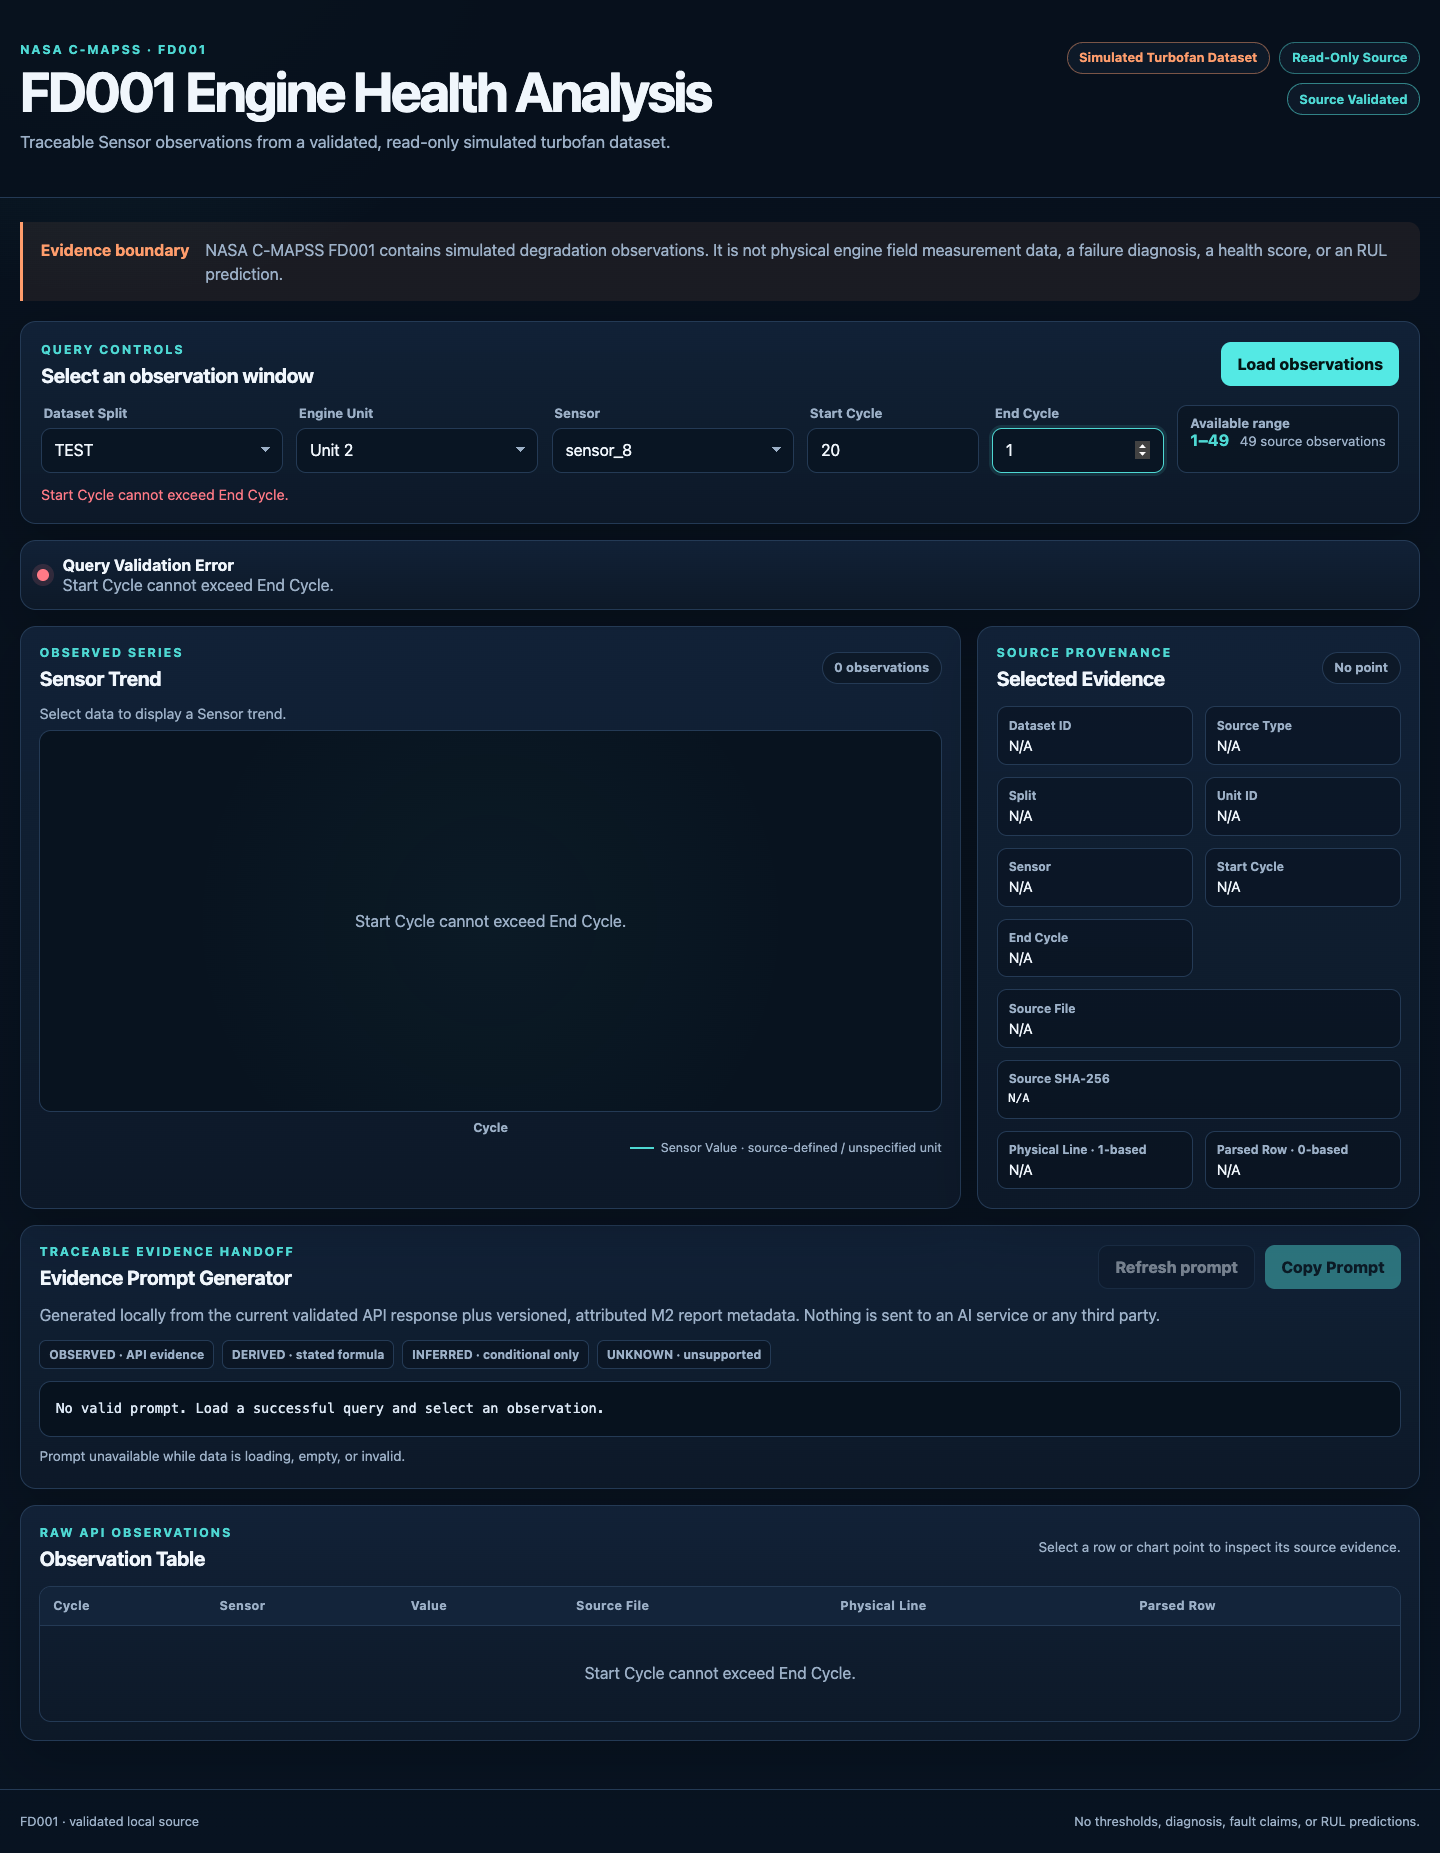 NASA C-MAPSS · FD001
FD001 Engine Health Analysis
Traceable Sensor observations from a validated, read-only simulated turbofan dataset.
Simulated Turbofan Dataset
Read-Only Source
Source Validated
Evidence boundary
NASA C-MAPSS FD001 contains simulated degradation observations. It is not physical engine field measurement data, a failure diagnosis, a health score, or an RUL
prediction.
QUERY CONTROLS
Select an observation window
Load observations
Dataset Split
Engine Unit
Sensor
Start Cycle
End Cycle
TEST
Unit 2
sensor_8
20
1
Available range
1–49 49 source observations
Start Cycle cannot exceed End Cycle.
Query Validation Error
Start Cycle cannot exceed End Cycle.
OBSERVED SERIES
Sensor Trend
0 observations
Select data to display a Sensor trend.
Start Cycle cannot exceed End Cycle.
Cycle
Sensor Value · source-defined / unspecified unit
SOURCE PROVENANCE
Selected Evidence
No point
Dataset ID
N/A
Source Type
N/A
Split
N/A
Unit ID
N/A
Sensor
N/A
Start Cycle
N/A
End Cycle
N/A
Source File
N/A
Source SHA-256
N/A
Physical Line · 1-based
N/A
Parsed Row · 0-based
N/A
TRACEABLE EVIDENCE HANDOFF
Evidence Prompt Generator
Refresh prompt
Copy Prompt
Generated locally from the current validated API response plus versioned, attributed M2 report metadata. Nothing is sent to an AI service or any third party.
OBSERVED · API evidence
DERIVED · stated formula
INFERRED · conditional only
UNKNOWN · unsupported
No valid prompt. Load a successful query and select an observation.
Prompt unavailable while data is loading, empty, or invalid.
RAW API OBSERVATIONS
Observation Table
Select a row or chart point to inspect its source evidence.
Cycle
Sensor
Value
Source File
Physical Line
Parsed Row
Start Cycle cannot exceed End Cycle.
FD001 · validated local source
No thresholds, diagnosis, fault claims, or RUL predictions.